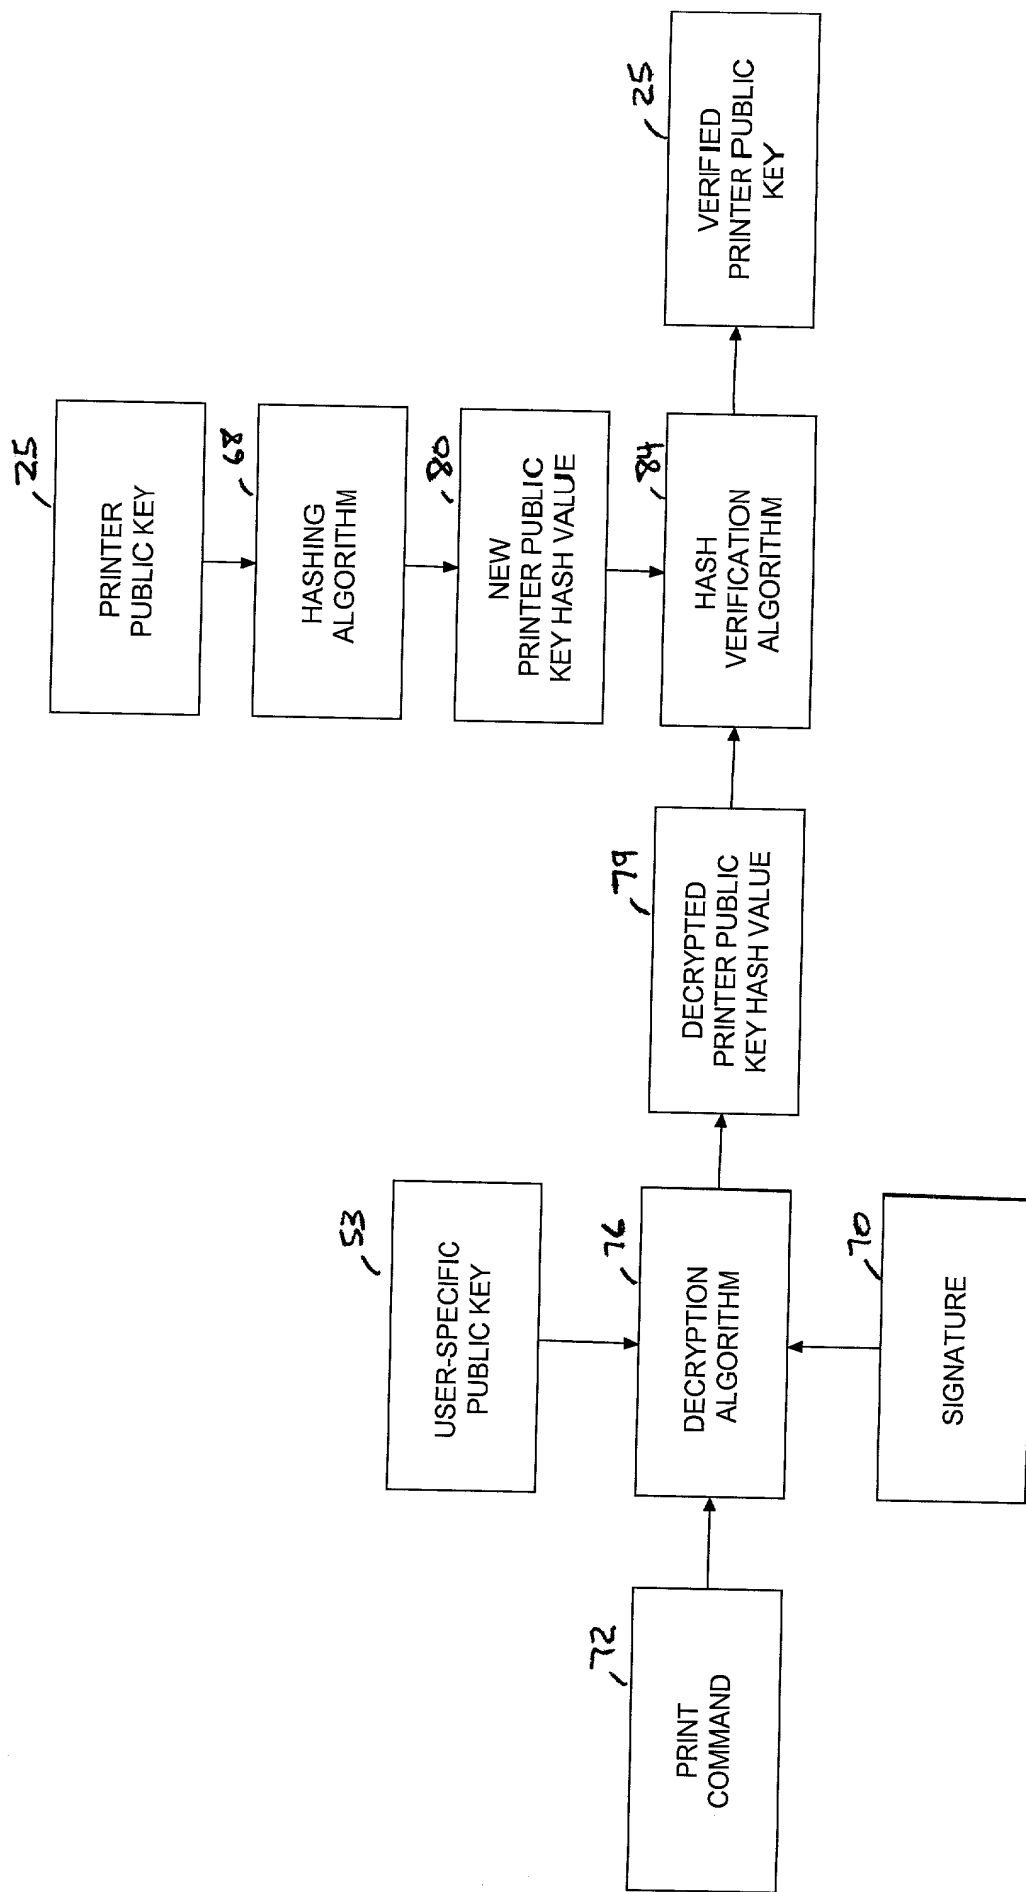 25
PRINTER
PUBLIC KEY
68
HASHING
ALGORITHM
80
NEW
PRINTER PUBLIC
KEY HASH VALUE
53
USER-SPECIFIC
PUBLIC KEY
72
PRINT
COMMAND
76
DECRYPTION
ALGORITHM
79
DECRYPTED
PRINTER PUBLIC
KEY HASH VALUE
84
HASH
VERIFICATION
ALGORITHM
25
VERIFIED
PRINTER PUBLIC
KEY
70
SIGNATURE